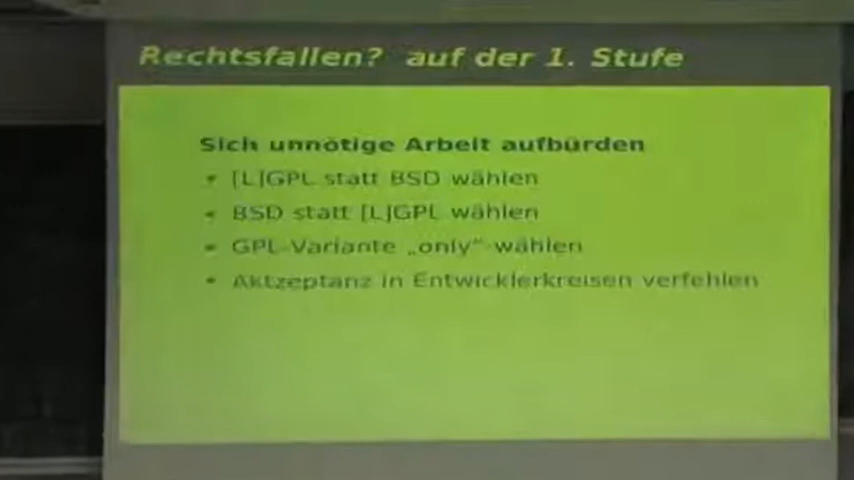 Rechtsfallen? auf der 1. Stufe
Sich unnötige Arbeit aufbürden
• [L]GPL statt BSD wählen
• BSD statt [L]GPL wählen
• GPL-Variante „only“ wählen
• Aktzeptanz in Entwicklerkreisen verfehlen